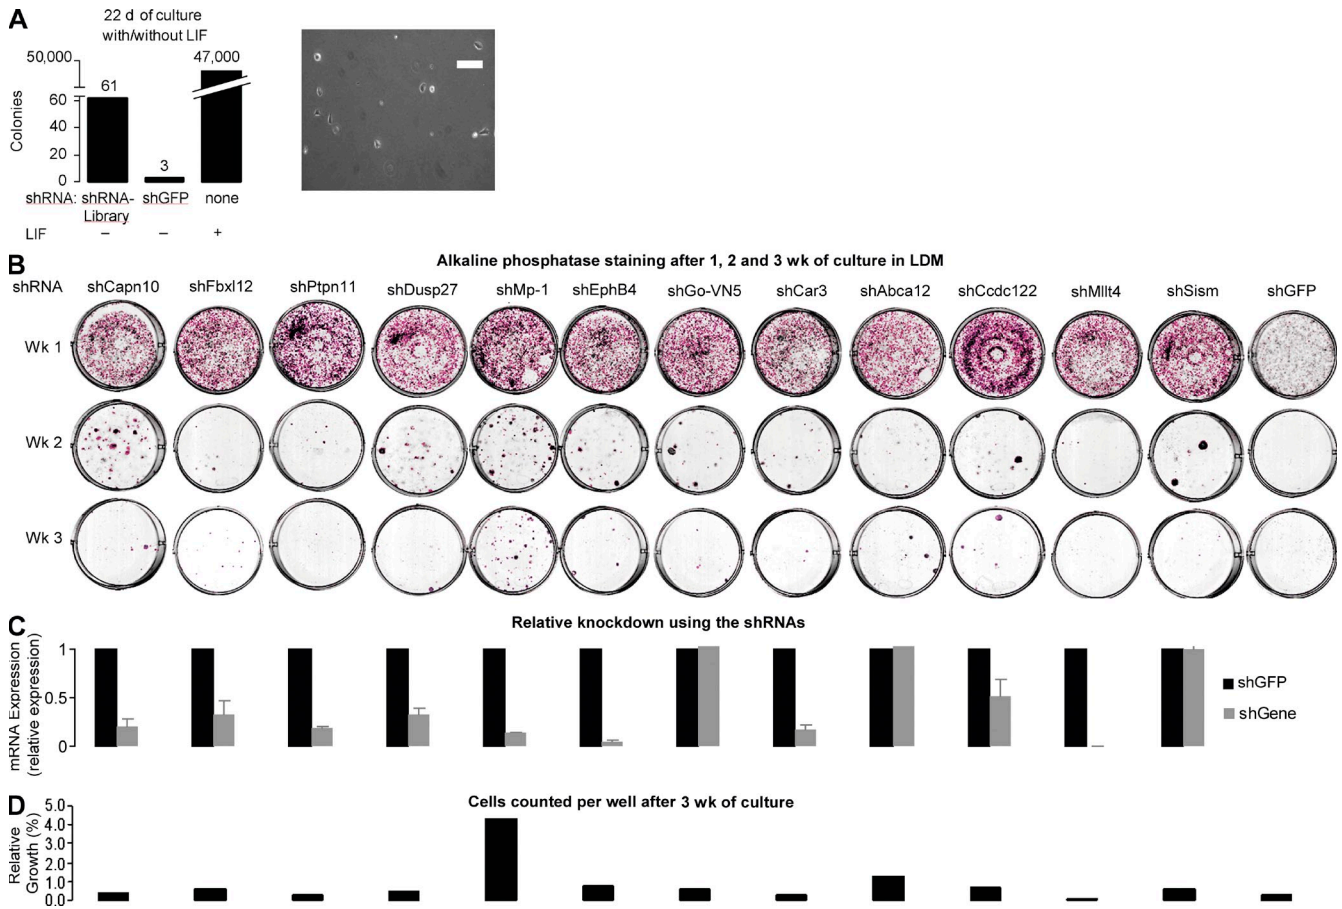 A
22 d of culture
with/without LIF
50,000
47,000
61
60
40
20
0
3
Colonies
shRNA: shRNA-Library shGFP none
LIF – – +
B
Alkaline phosphatase staining after 1, 2 and 3 wk of culture in LDM
shRNA shCapn10 shFbxl12 shPtpn11 shDusp27 shMp-1 shEphB4 shGo-VN5 shCar3 shAbca12 shCcdc122 shMllt4 shSism shGFP
Wk 1
Wk 2
Wk 3
C
Relative knockdown using the shRNAs
mRNA Expression
(relative expression)
1
0.5
0
shGFP
shGene
D
Cells counted per well after 3 wk of culture
Relative
Growth (%)
5.0
4.0
3.0
2.0
1.0
0.0